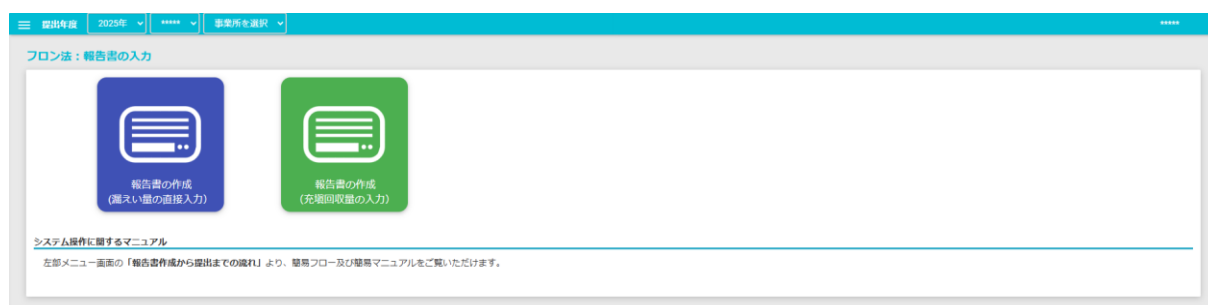 提出年度 2025年 ***** 事業所を選択 *****
フロン法：報告書の入力
報告書の作成
(漏えい量の直接入力)
報告書の作成
(充塡回収量の入力)
システム操作に関するマニュアル
左部メニュー画面の「報告書作成から提出までの流れ」より、簡易フロー及び簡易マニュアルをご覧いただけます。